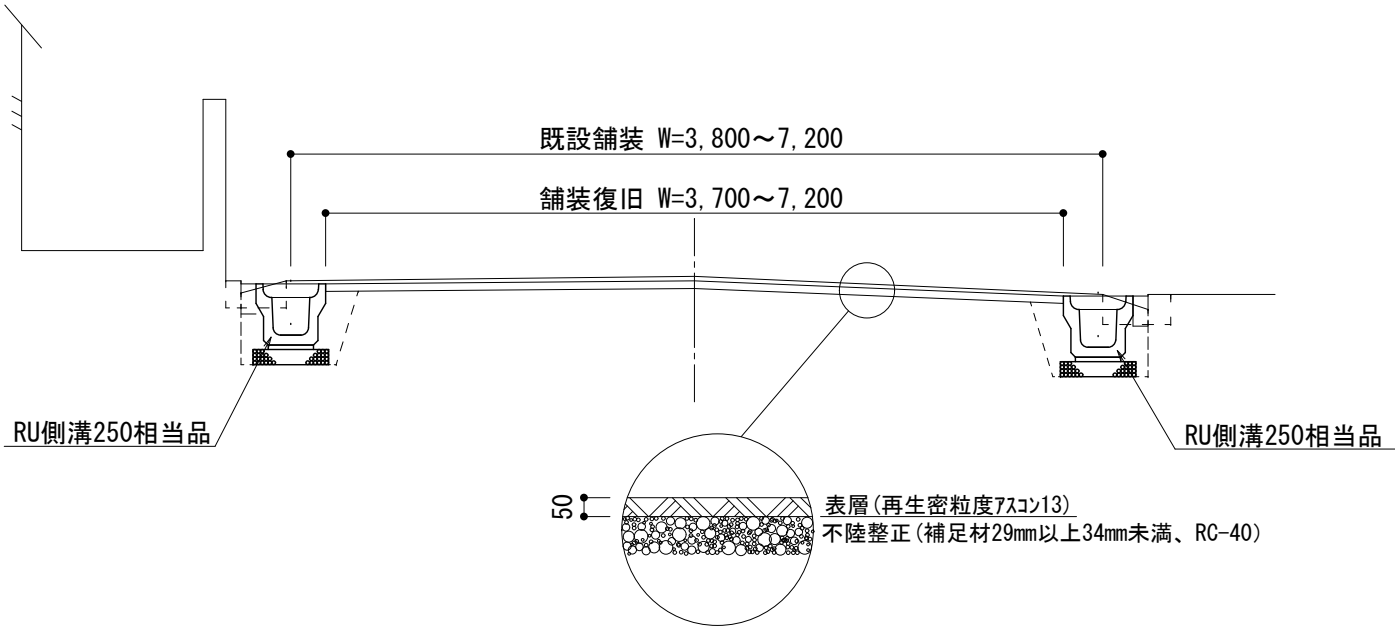 既設舗装 W=3,800～7,200
舗装復旧 W=3,700～7,200
RU側溝250相当品
RU側溝250相当品
50
表層(再生密粒度ｱｽｺﾝ13)
不陸整正(補足材29mm以上34mm未満、RC-40)